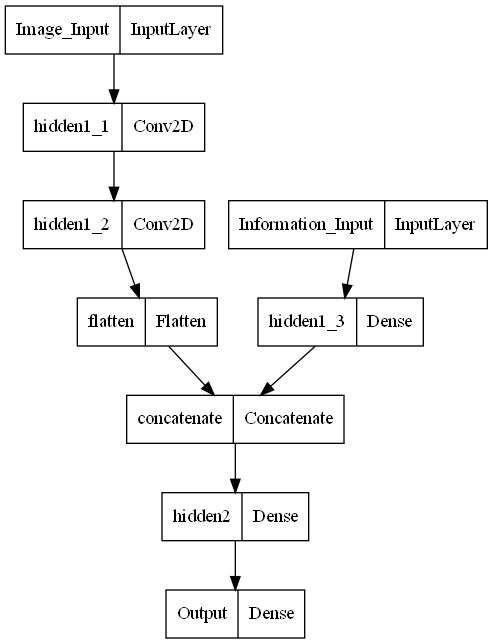 Image_Input InputLayer
hidden1_1 Conv2D
hidden1_2 Conv2D
Information_Input InputLayer
flatten Flatten
hidden1_3 Dense
concatenate Concatenate
hidden2 Dense
Output Dense